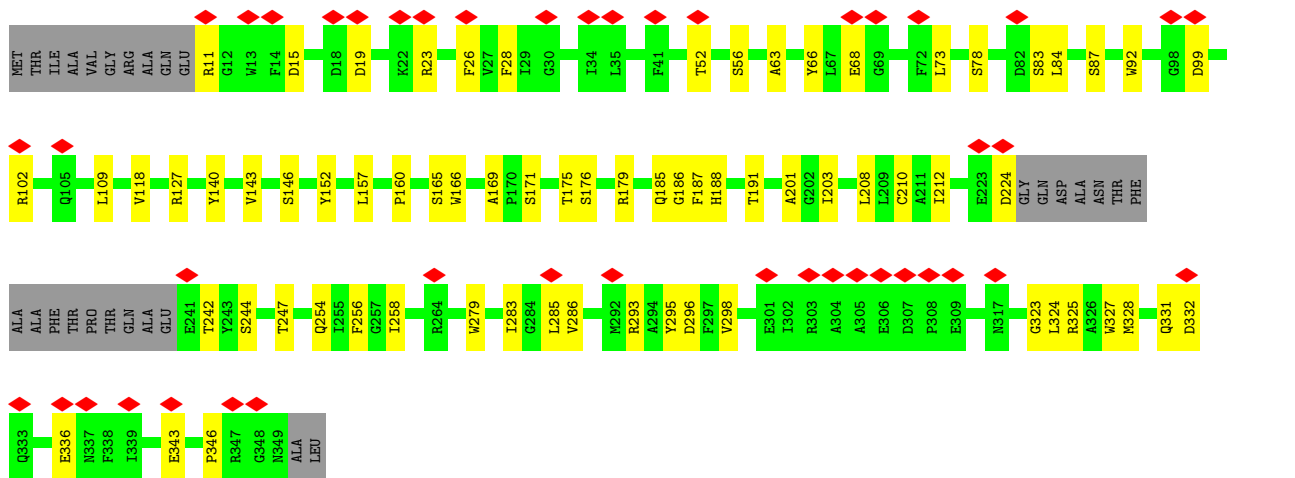 MET THR ILE ALA VAL GLY ARG ALA GLN GLU R11 G12 W13 F14 D15 D18 D19 K22 R23 F26 V27 F28 I29 G30 I34 L35 F41 T52 S56 A63 Y66 L67 E68 G69 F72 L73 S78 D82 S83 L84 S87 W92 G98 D99
R102 Q105 L109 V118 R127 Y140 V143 S146 Y152 L157 P160 S165 W166 A169 P170 S171 T175 S176 R179 Q185 G186 F187 H188 T191 A201 G202 I203 L208 L209 C210 A211 I212 E223 D224 GLY GLN ASP ALA ASN THR PHE
ALA ALA PHE THR PRO THR GLN ALA GLU E241 T242 Y243 S244 T247 Q254 I255 F256 G257 I258 R264 W279 I283 G284 L285 V286 M292 R293 A294 Y295 D296 F297 V298 E301 I302 R303 A304 A305 E306 D307 P308 E309 N317 G323 L324 R325 A326 W327 M328 Q331 D332
Q333 E336 N337 F338 I339 E343 P346 R347 G348 N349 ALA LEU